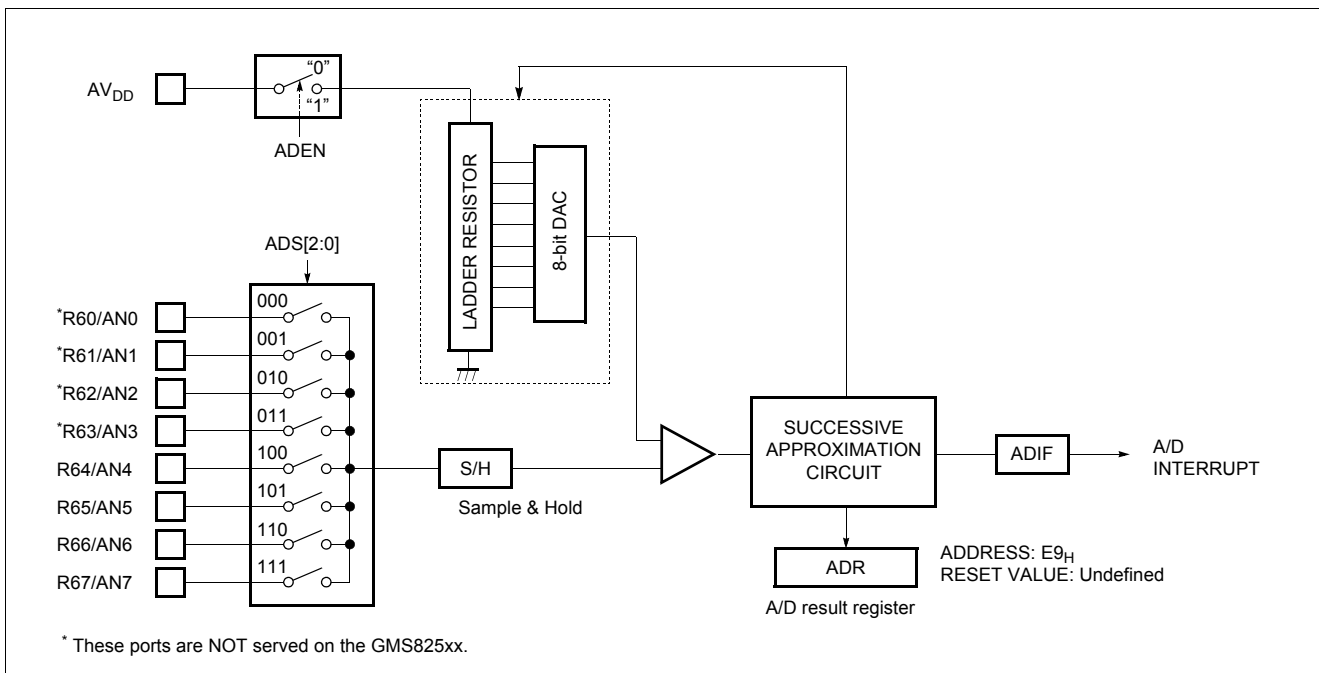 AVDD
“0”
“1”
ADEN
LADDER RESISTOR
8-bit DAC
ADS[2:0]
*R60/AN0
000
*R61/AN1
001
*R62/AN2
010
*R63/AN3
011
R64/AN4
100
R65/AN5
101
R66/AN6
110
R67/AN7
111
S/H
Sample & Hold
SUCCESSIVE
APPROXIMATION
CIRCUIT
ADIF
A/D
INTERRUPT
ADR
A/D result register
ADDRESS: E9H
RESET VALUE: Undefined
* These ports are NOT served on the GMS825xx.